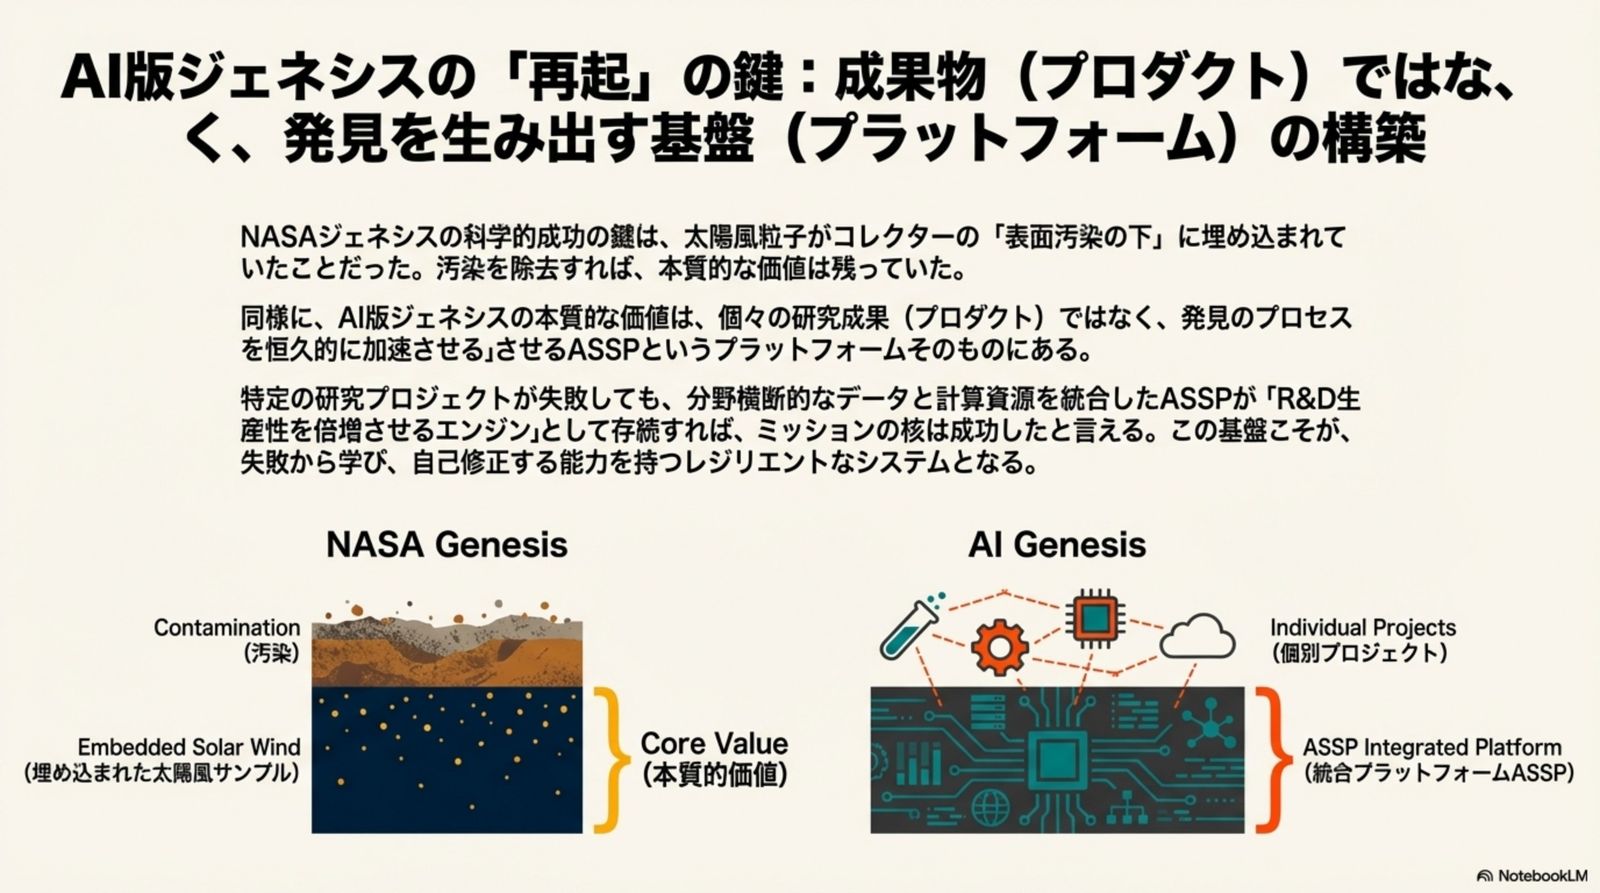 AI版ジェネシスの「再起」の鍵：成果物（プロダクト）ではな、
く、発見を生み出す基盤（プラットフォーム）の構築
NASAジェネシスの科学的成功の鍵は、太陽風粒子がコレクターの「表面汚染の下」に埋め込まれて
いたことだった。汚染を除去すれば、本質的な価値は残っていた。
同様に、AI版ジェネシスの本質的な価値は、個々の研究成果（プロダクト）ではなく、発見のプロセス
を恒久的に加速させる」させるASSPというプラットフォームそのものにある。
特定の研究プロジェクトが失敗しても、分野横断的なデータと計算資源を統合したASSPが「R&D生
産性を倍増させるエンジン」として存続すれば、ミッションの核は成功したと言える。この基盤こそが、
失敗から学び、自己修正する能力を持つレジリエントなシステムとなる。
NASA Genesis
Contamination
（汚染）
Embedded Solar Wind
（埋め込まれた太陽風サンプル）
Core Value
（本質的価値）
AI Genesis
Individual Projects
（個別プロジェクト）
ASSP Integrated Platform
（統合プラットフォームASSP）
NotebookLM